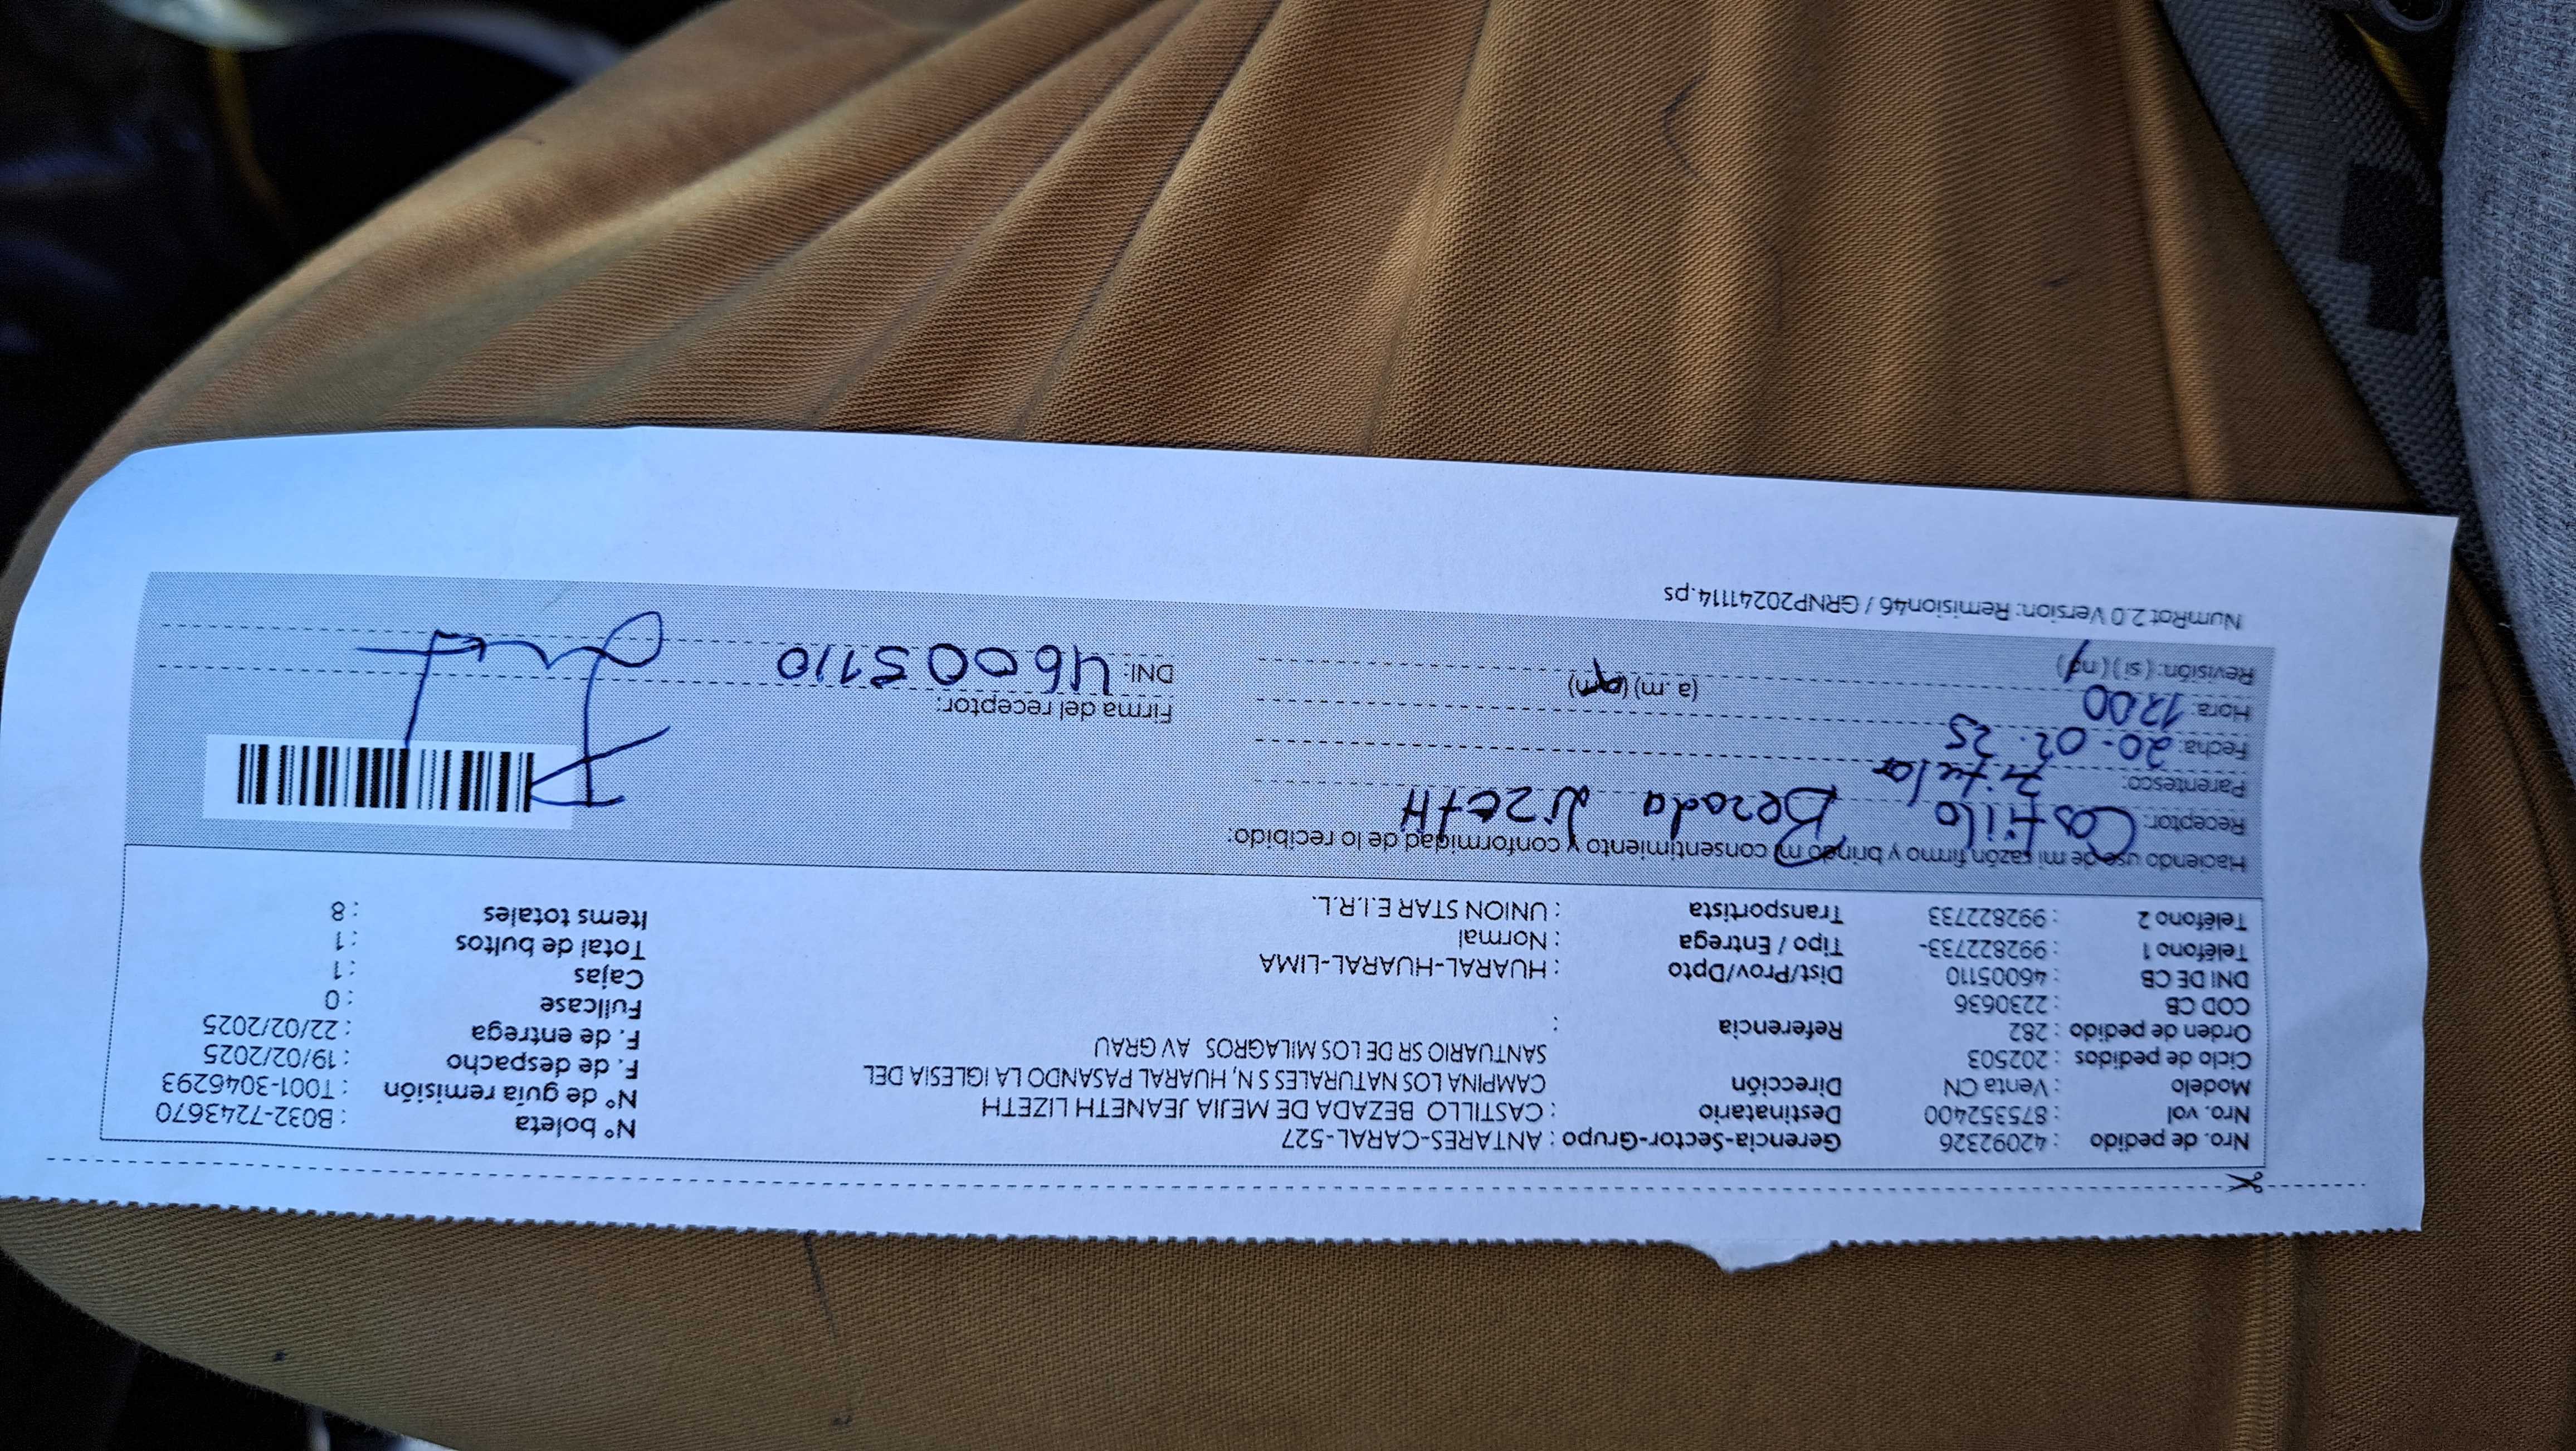 Nro. de pedido : 42092326 Gerencia-Sector-Grupo : ANTARES-CARAL-527 N° boleta : B032-7243670
Nro. vol : 875352400 Destinatario : CASTILLO BEZADA DE MEJIA JEANETH LIZETH N° de guía remisión : T001-3046293
Modelo : Venta CN Dirección CAMPINA LOS NATURALES S N, HUARAL PASANDO LA IGLESIA DEL F. de despacho : 19/02/2025
Ciclo de pedidos : 202503 SANTUARIO SR DE LOS MILAGROS AV GRAU F. de entrega : 22/02/2025
Orden de pedido : 282 Referencia : Fullcase : 0
COD CB : 2230636 Cajas : 1
DNI DE CB : 46005110 Dist/Prov/Dpto : HUARAL-HUARAL-LIMA Total de bultos : 1
Teléfono 1 : 992822733- Tipo / Entrega : Normal Items totales : 8
Teléfono 2 : 992822733 Transportista : UNION STAR E.I.R.L.
Haciendo uso de mi razón firmo y brindo mi consentimiento y conformidad de lo recibido:
Receptor: Castillo Bezada LizetH
Parentesco: titular
Fecha: 20-02.25
Hora: 1200 (a.m) (pm) Firma del receptor:
Revisión: (si) (no) DNI: 46005110
NumRot 2.0 Version: Remision46 / GRNP20241114.ps